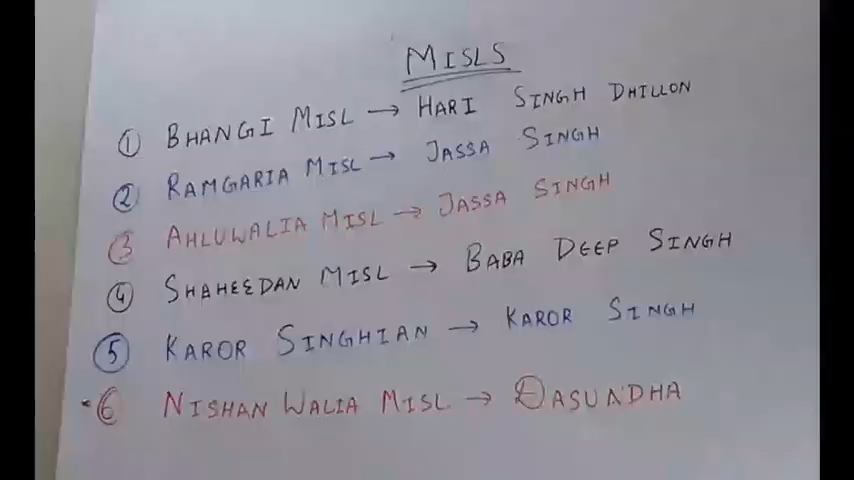 MISLS
① BHANGI MISL → HARI SINGH DHILLON
② RAMGARIA MISL → JASSA SINGH
③ AHLUWALIA MISL → JASSA SINGH
④ SHAHEEDAN MISL → BABA DEEP SINGH
⑤ KAROR SINGHIAN → KAROR SINGH
⑥ NISHAN WALIA MISL → DASUNDHA